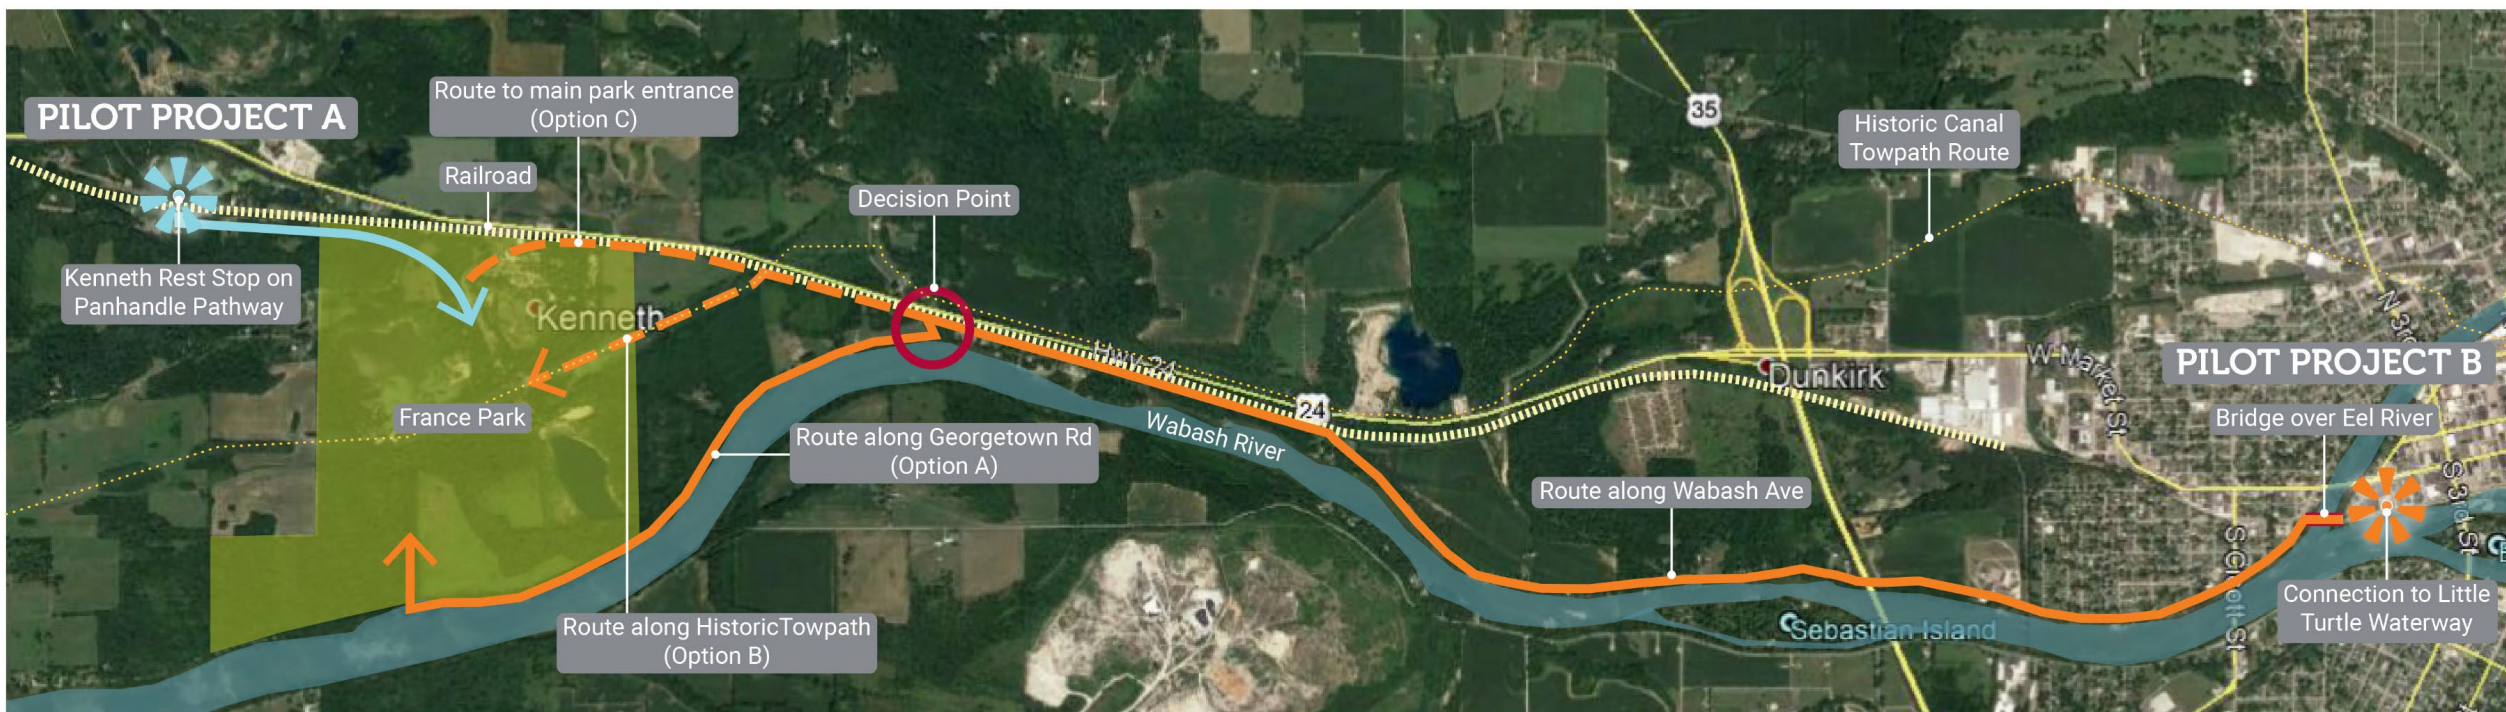 PILOT PROJECT A
Route to main park entrance
(Option C)
Railroad
Kenneth Rest Stop on
Panhandle Pathway
Kenneth
France Park
Decision Point
Route along Georgetown Rd
(Option A)
Route along HistoricTowpath
(Option B)
Hwy 24
24
Wabash River
35
Historic Canal
Towpath Route
Dunkirk
W Market St
N 3rd
PILOT PROJECT B
Bridge over Eel River
Route along Wabash Ave
S 3rd St
S Cicott St
Sebastian Island
Connection to Little
Turtle Waterway